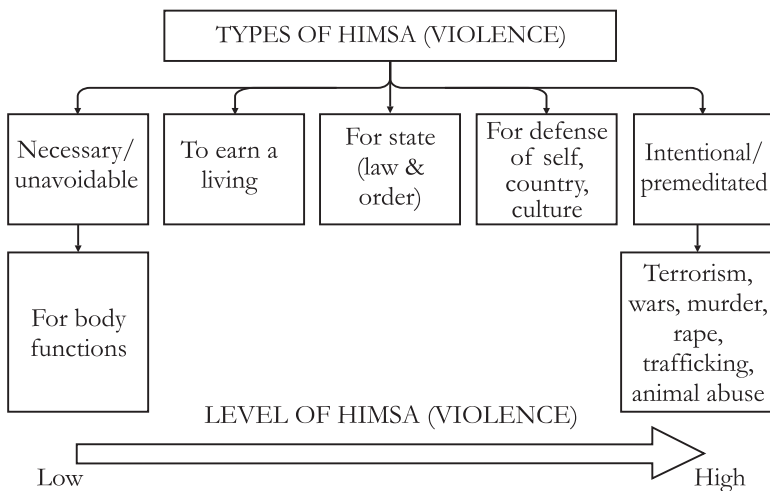 TYPES OF HIMSA (VIOLENCE)
Necessary/
unavoidable
To earn a
living
For state
(law &
order)
For defense
of self,
country,
culture
Intentional/
premeditated
For body
functions
Terrorism,
wars, murder,
rape,
trafficking,
animal abuse
LEVEL OF HIMSA (VIOLENCE)
Low
High